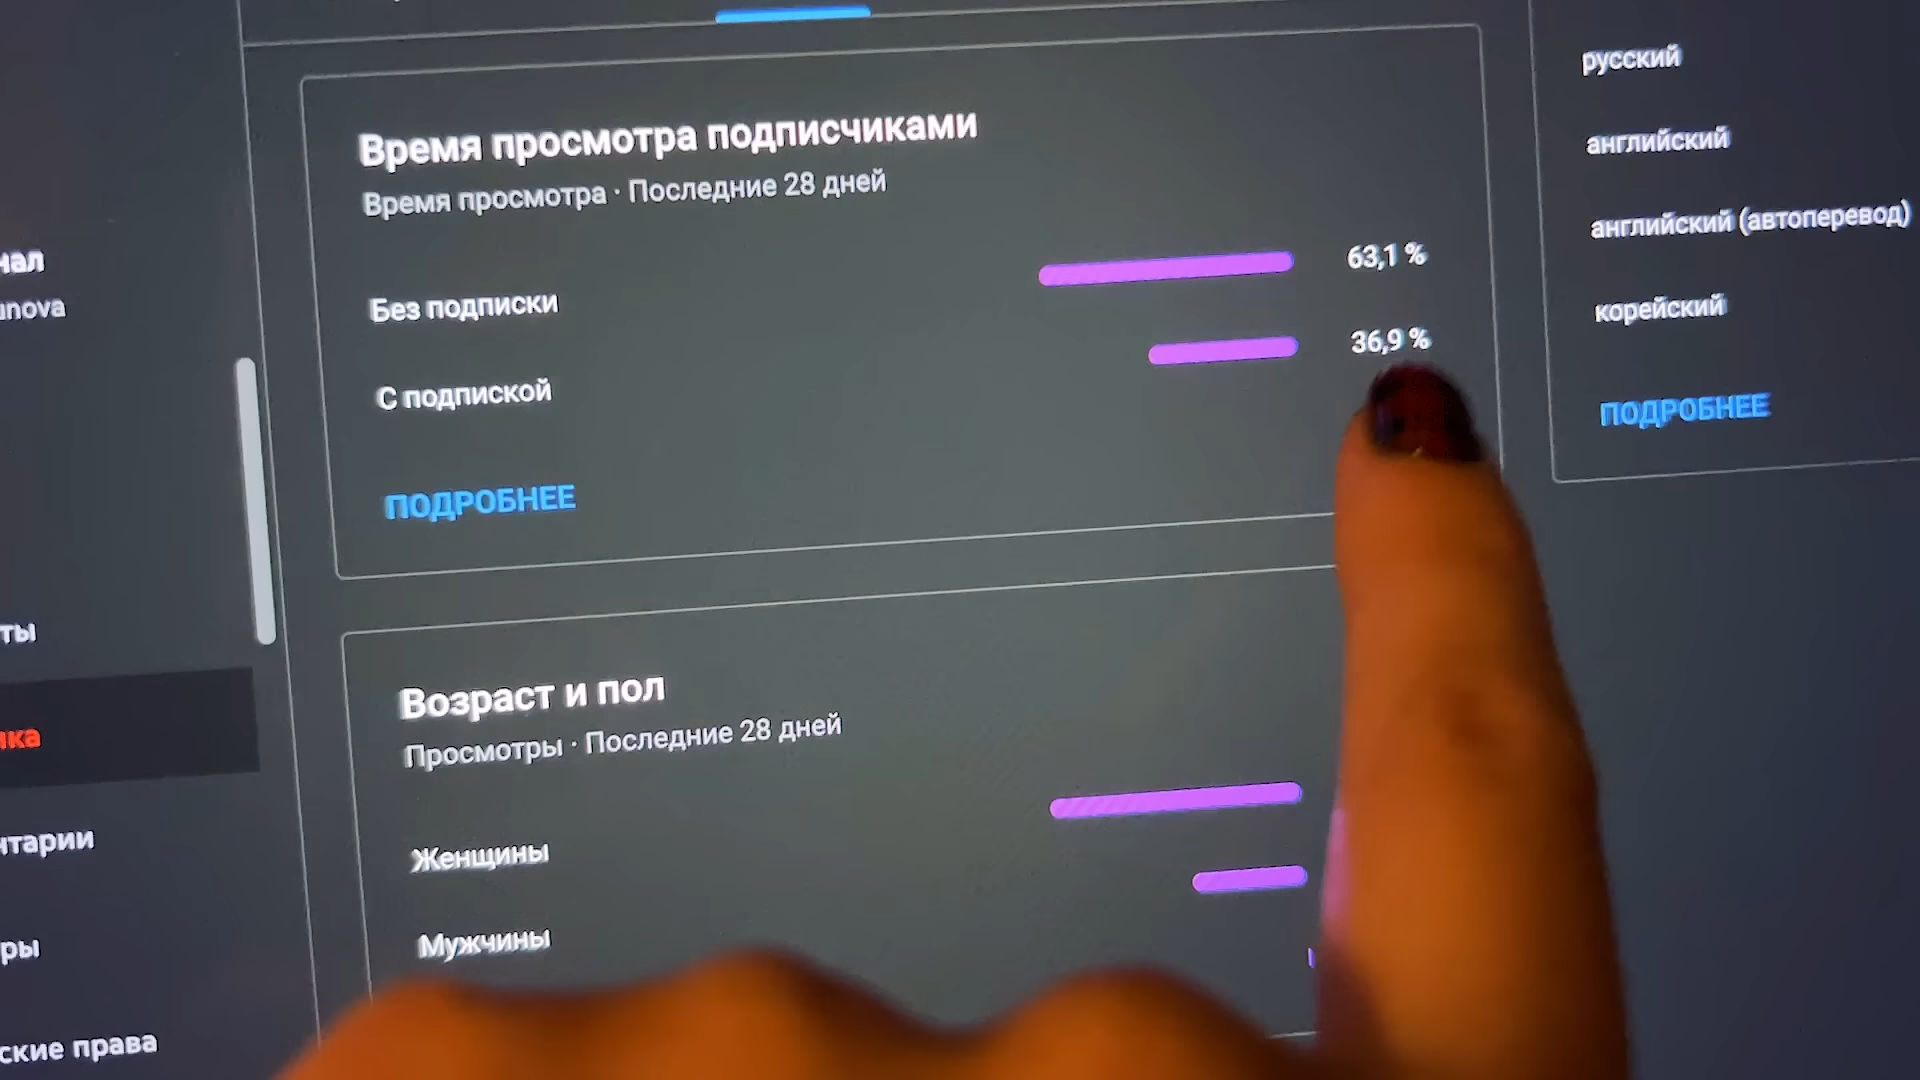 Время просмотра подписчиками
Время просмотра · Последние 28 дней
Без подписки
63,1 %
С подпиской
36,9 %
ПОДРОБНЕЕ
Возраст и пол
Просмотры · Последние 28 дней
Женщины
Мужчины
русский
английский
английский (автоперевод)
корейский
ПОДРОБНЕЕ
нал
unova
ты
ика
нтарии
ры
ские права